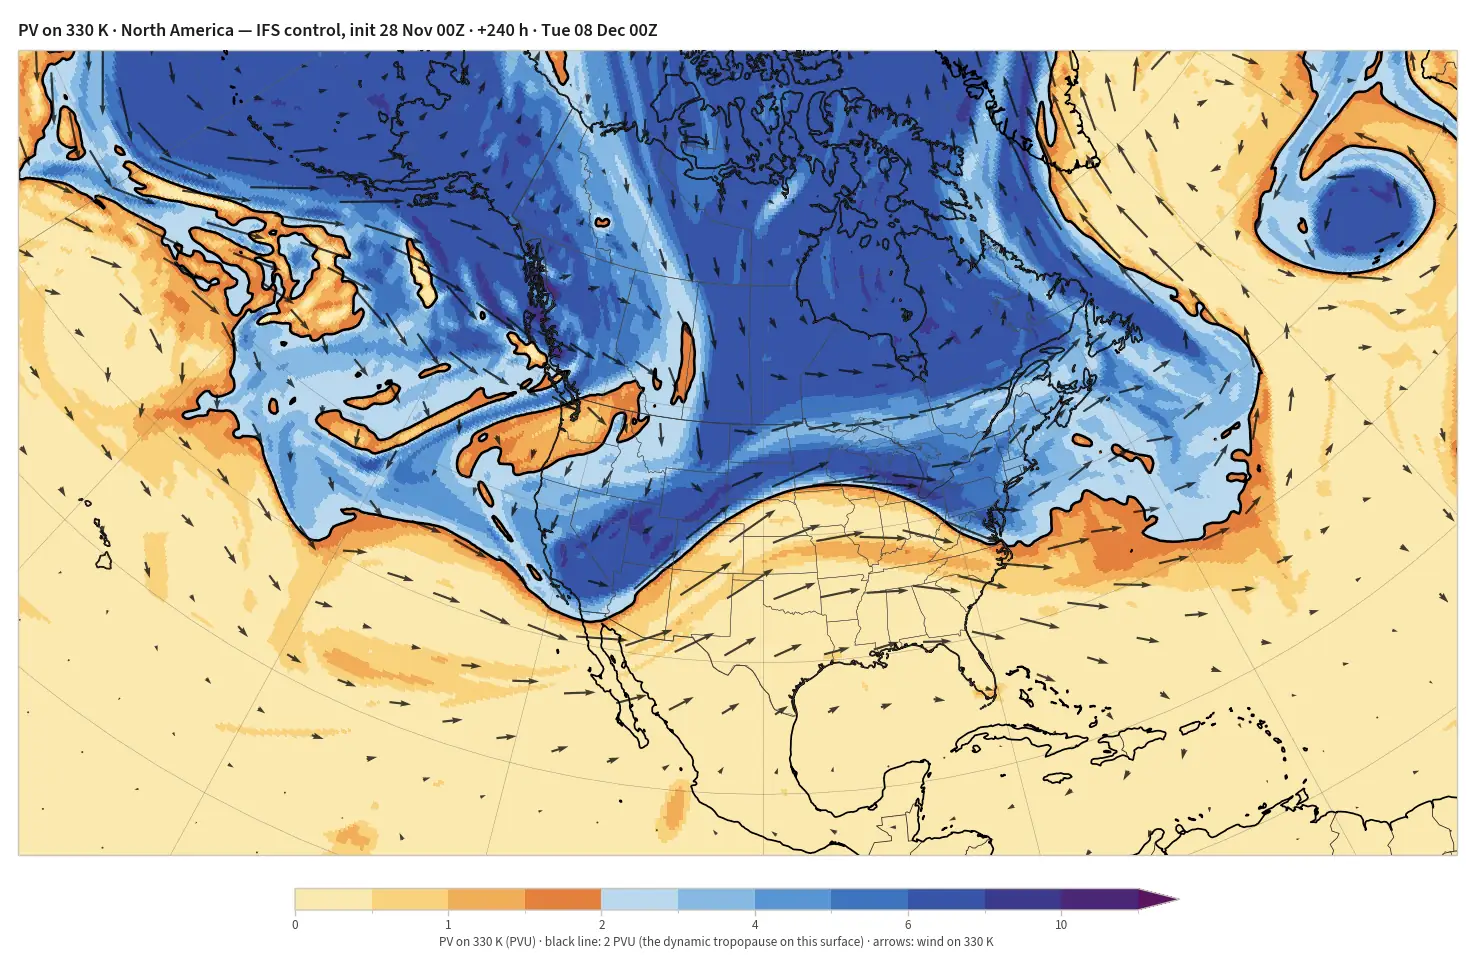 PV on 330 K · North America — IFS control, init 28 Nov 00Z · +240 h · Tue 08 Dec 00Z
0 1 2 4 6 10
PV on 330 K (PVU) · black line: 2 PVU (the dynamic tropopause on this surface) · arrows: wind on 330 K